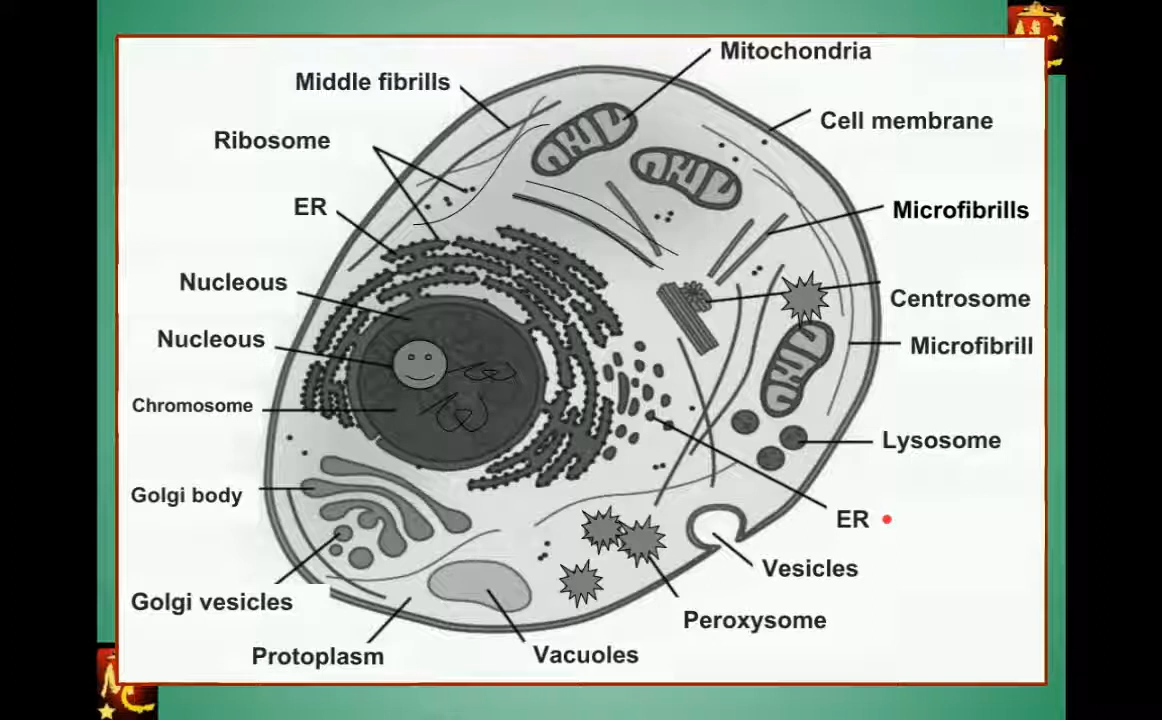 Mitochondria
Middle fibrills
Cell membrane
Ribosome
ER
Microfibrills
Nucleous
Centrosome
Nucleous
Microfibrill
Chromosome
Lysosome
Golgi body
ER
Vesicles
Golgi vesicles
Peroxysome
Protoplasm
Vacuoles